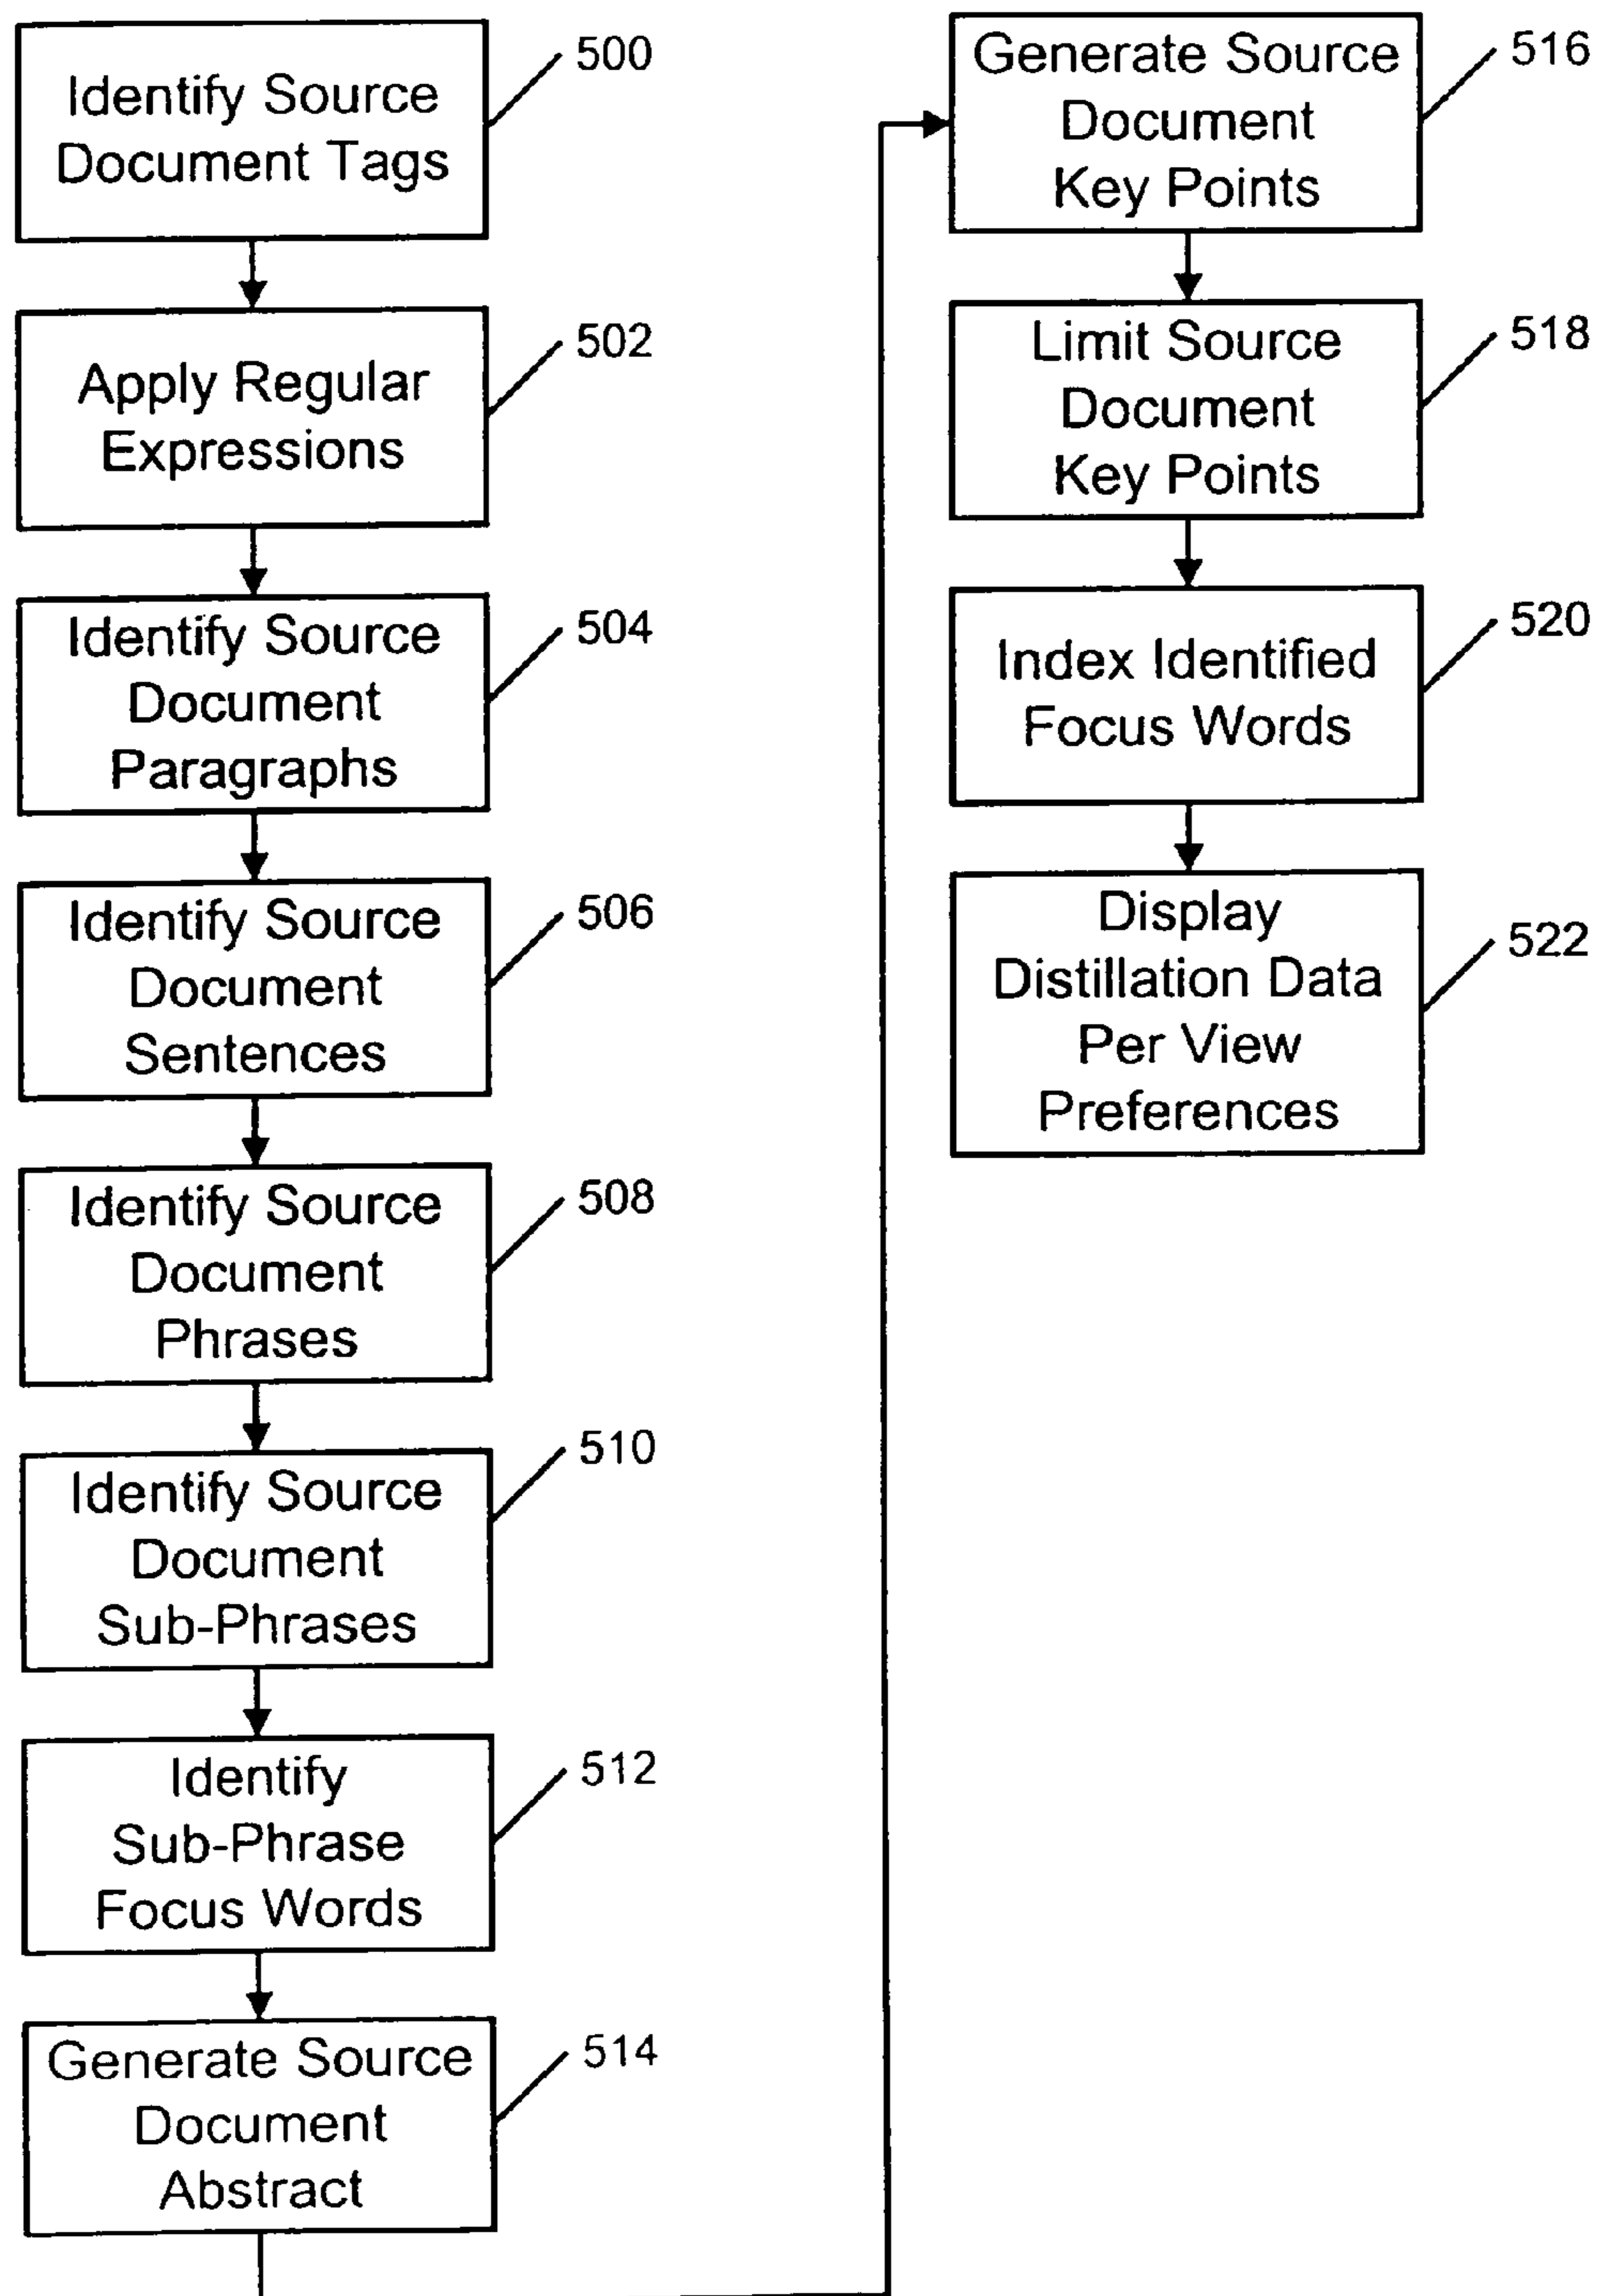 Identify Source
Document Tags
500
Apply Regular
Expressions
502
Identify Source
Document
Paragraphs
504
Identify Source
Document
Sentences
506
Identify Source
Document
Phrases
508
Identify Source
Document
Sub-Phrases
510
Identify
Sub-Phrase
Focus Words
512
Generate Source
Document
Abstract
514
Generate Source
Document
Key Points
516
Limit Source
Document
Key Points
518
Index Identified
Focus Words
520
Display
Distillation Data
Per View
Preferences
522